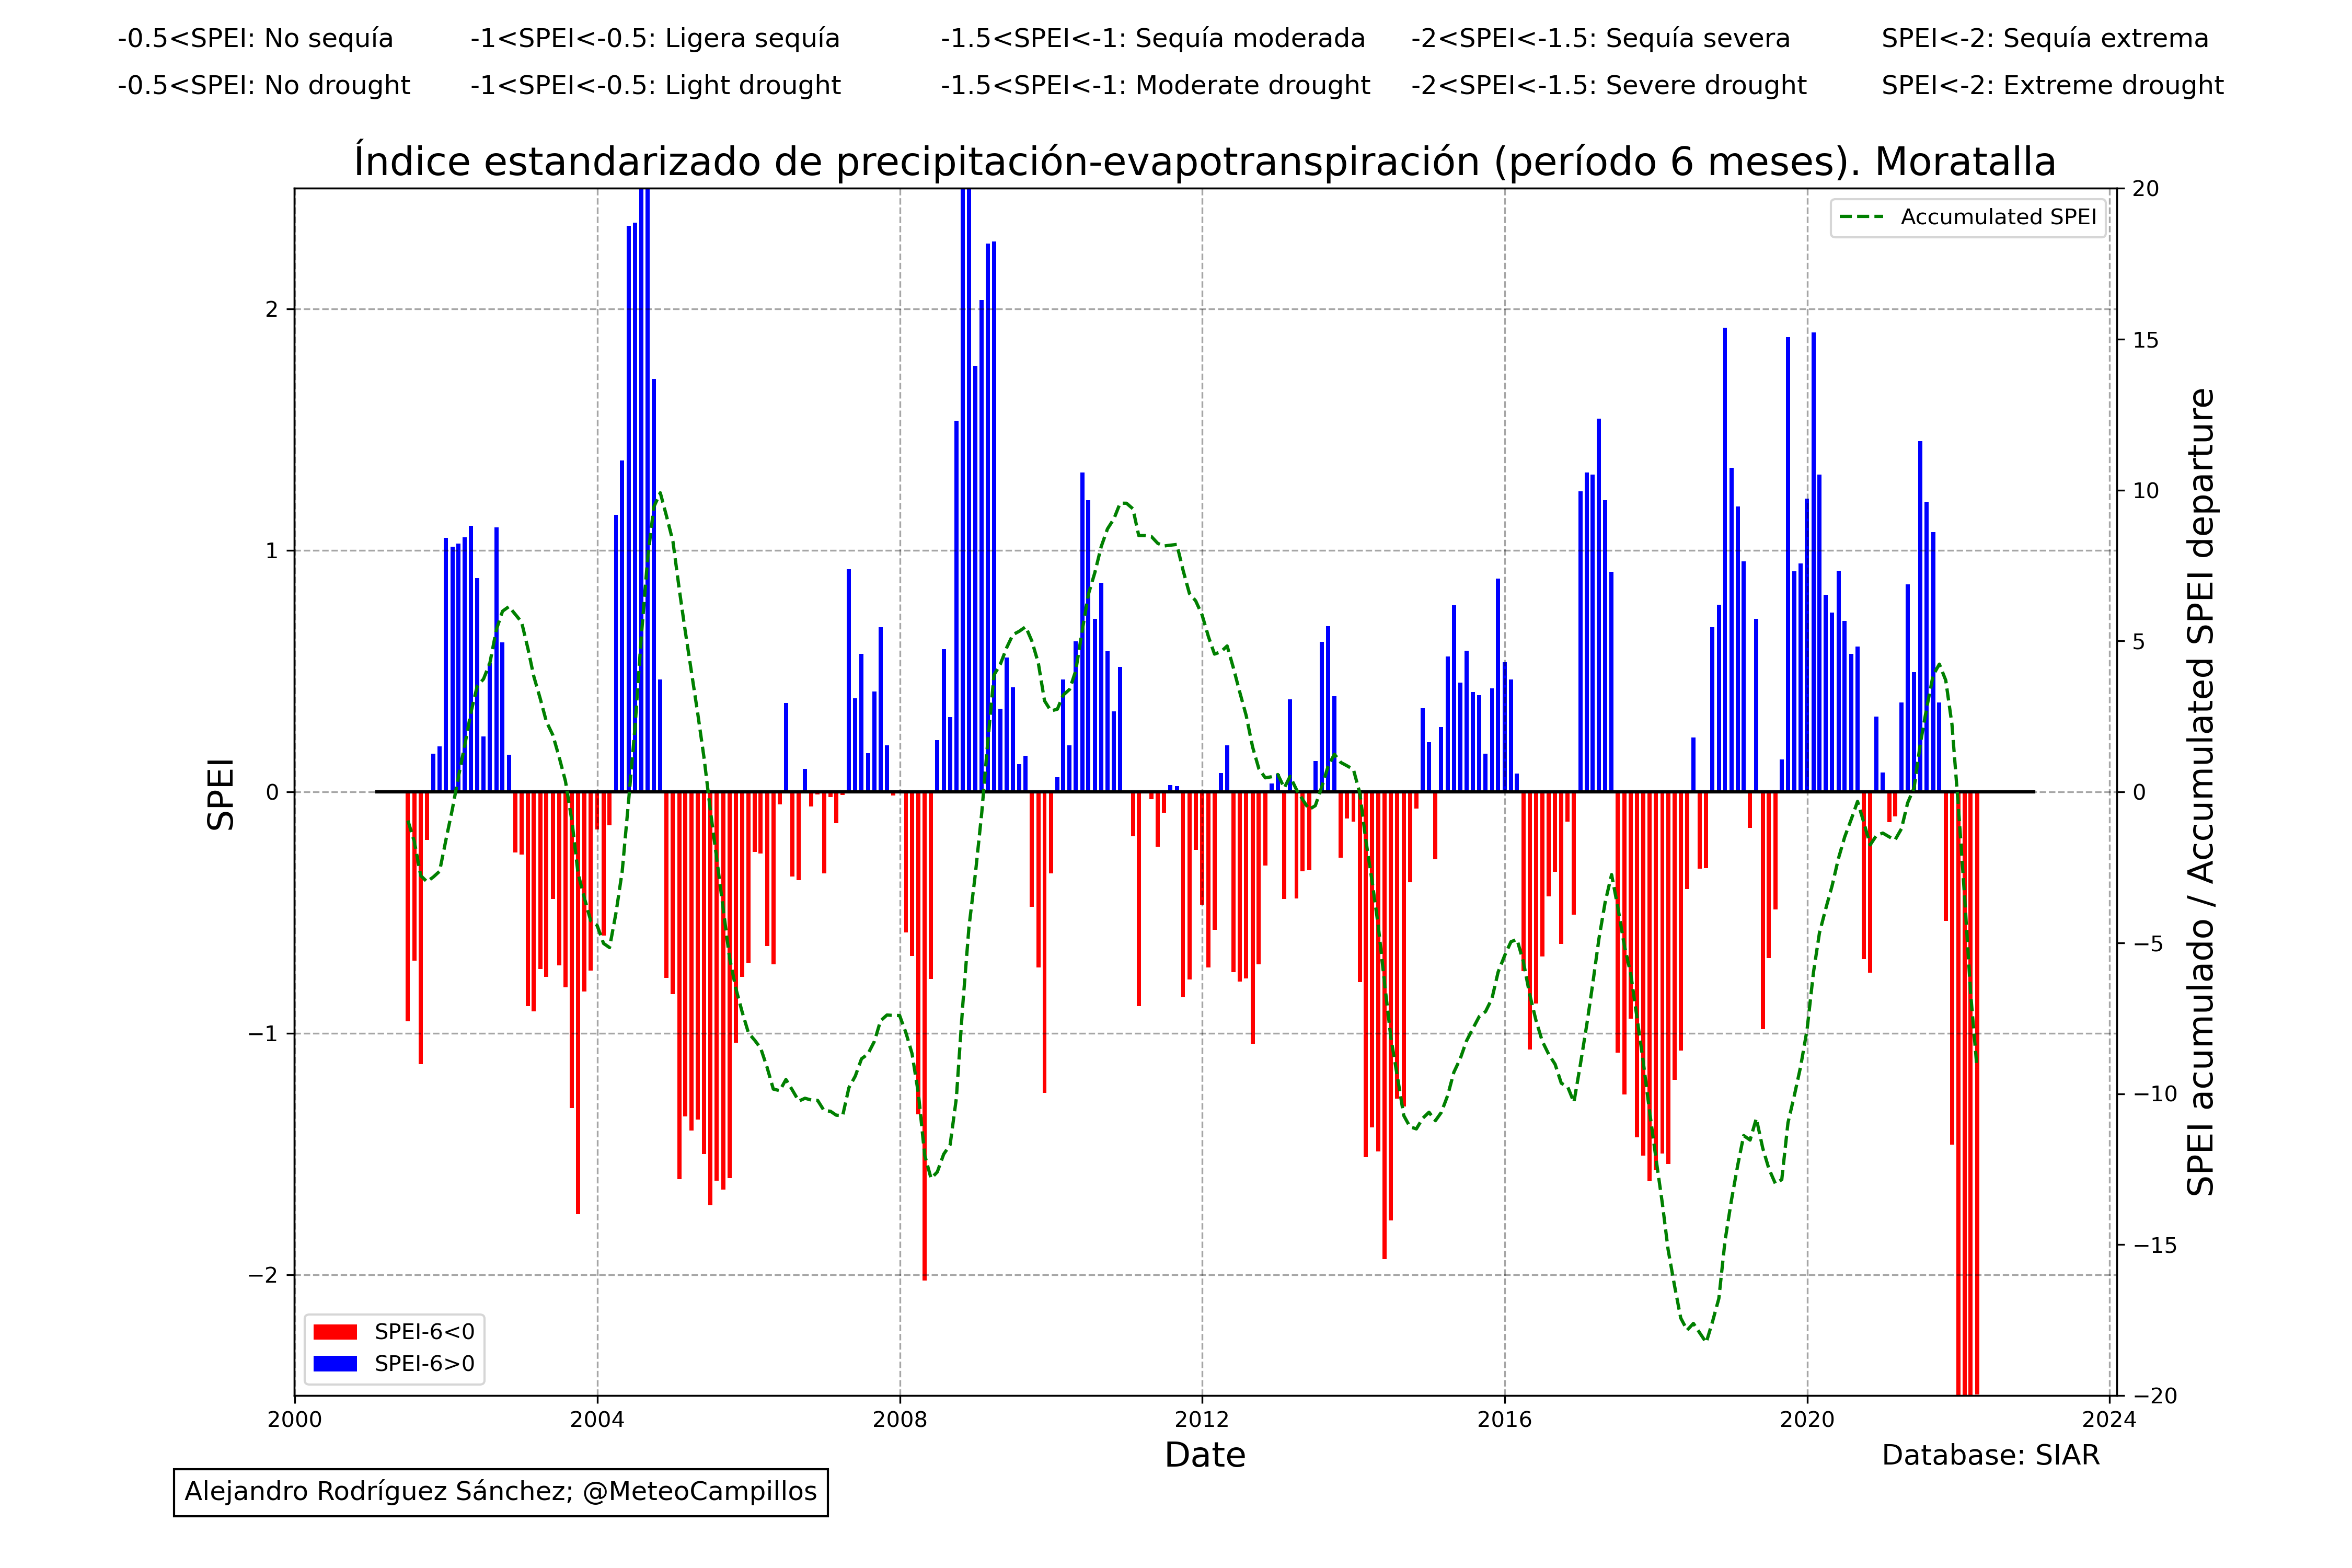 -0.5<SPEI: No sequía -1<SPEI<-0.5: Ligera sequía -1.5<SPEI<-1: Sequía moderada -2<SPEI<-1.5: Sequía severa SPEI<-2: Sequía extrema
-0.5<SPEI: No drought -1<SPEI<-0.5: Light drought -1.5<SPEI<-1: Moderate drought -2<SPEI<-1.5: Severe drought SPEI<-2: Extreme drought
Índice estandarizado de precipitación-evapotranspiración (período 6 meses). Moratalla
Accumulated SPEI
SPEI
2
1
0
−1
−2
20
15
10
5
0
−5
−10
−15
−20
SPEI acumulado / Accumulated SPEI departure
SPEI-6<0
SPEI-6>0
2000 2004 2008 2012 2016 2020 2024
Date
Database: SIAR
Alejandro Rodríguez Sánchez; @MeteoCampillos